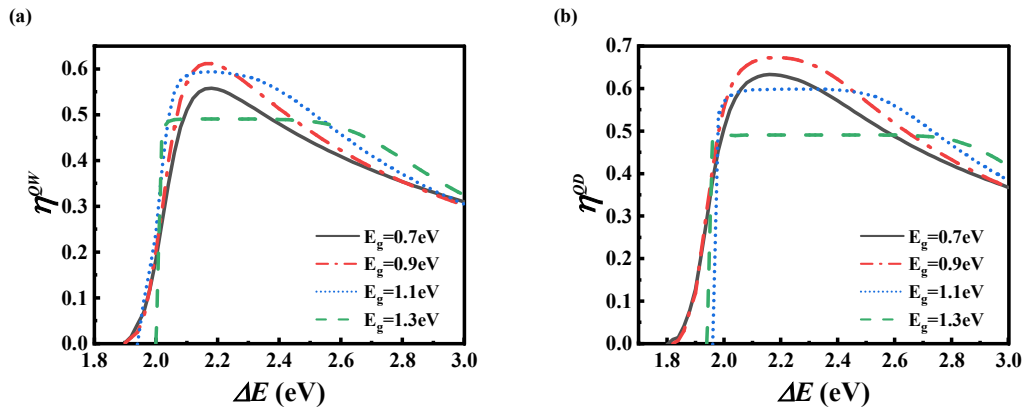 (a)
η^QW
0.6
0.5
0.4
0.3
0.2
0.1
0.0
1.8 2.0 2.2 2.4 2.6 2.8 3.0
ΔE (eV)
E_g=0.7eV
E_g=0.9eV
E_g=1.1eV
E_g=1.3eV
(b)
η^QD
0.7
0.6
0.5
0.4
0.3
0.2
0.1
0.0
1.8 2.0 2.2 2.4 2.6 2.8 3.0
ΔE (eV)
E_g=0.7eV
E_g=0.9eV
E_g=1.1eV
E_g=1.3eV